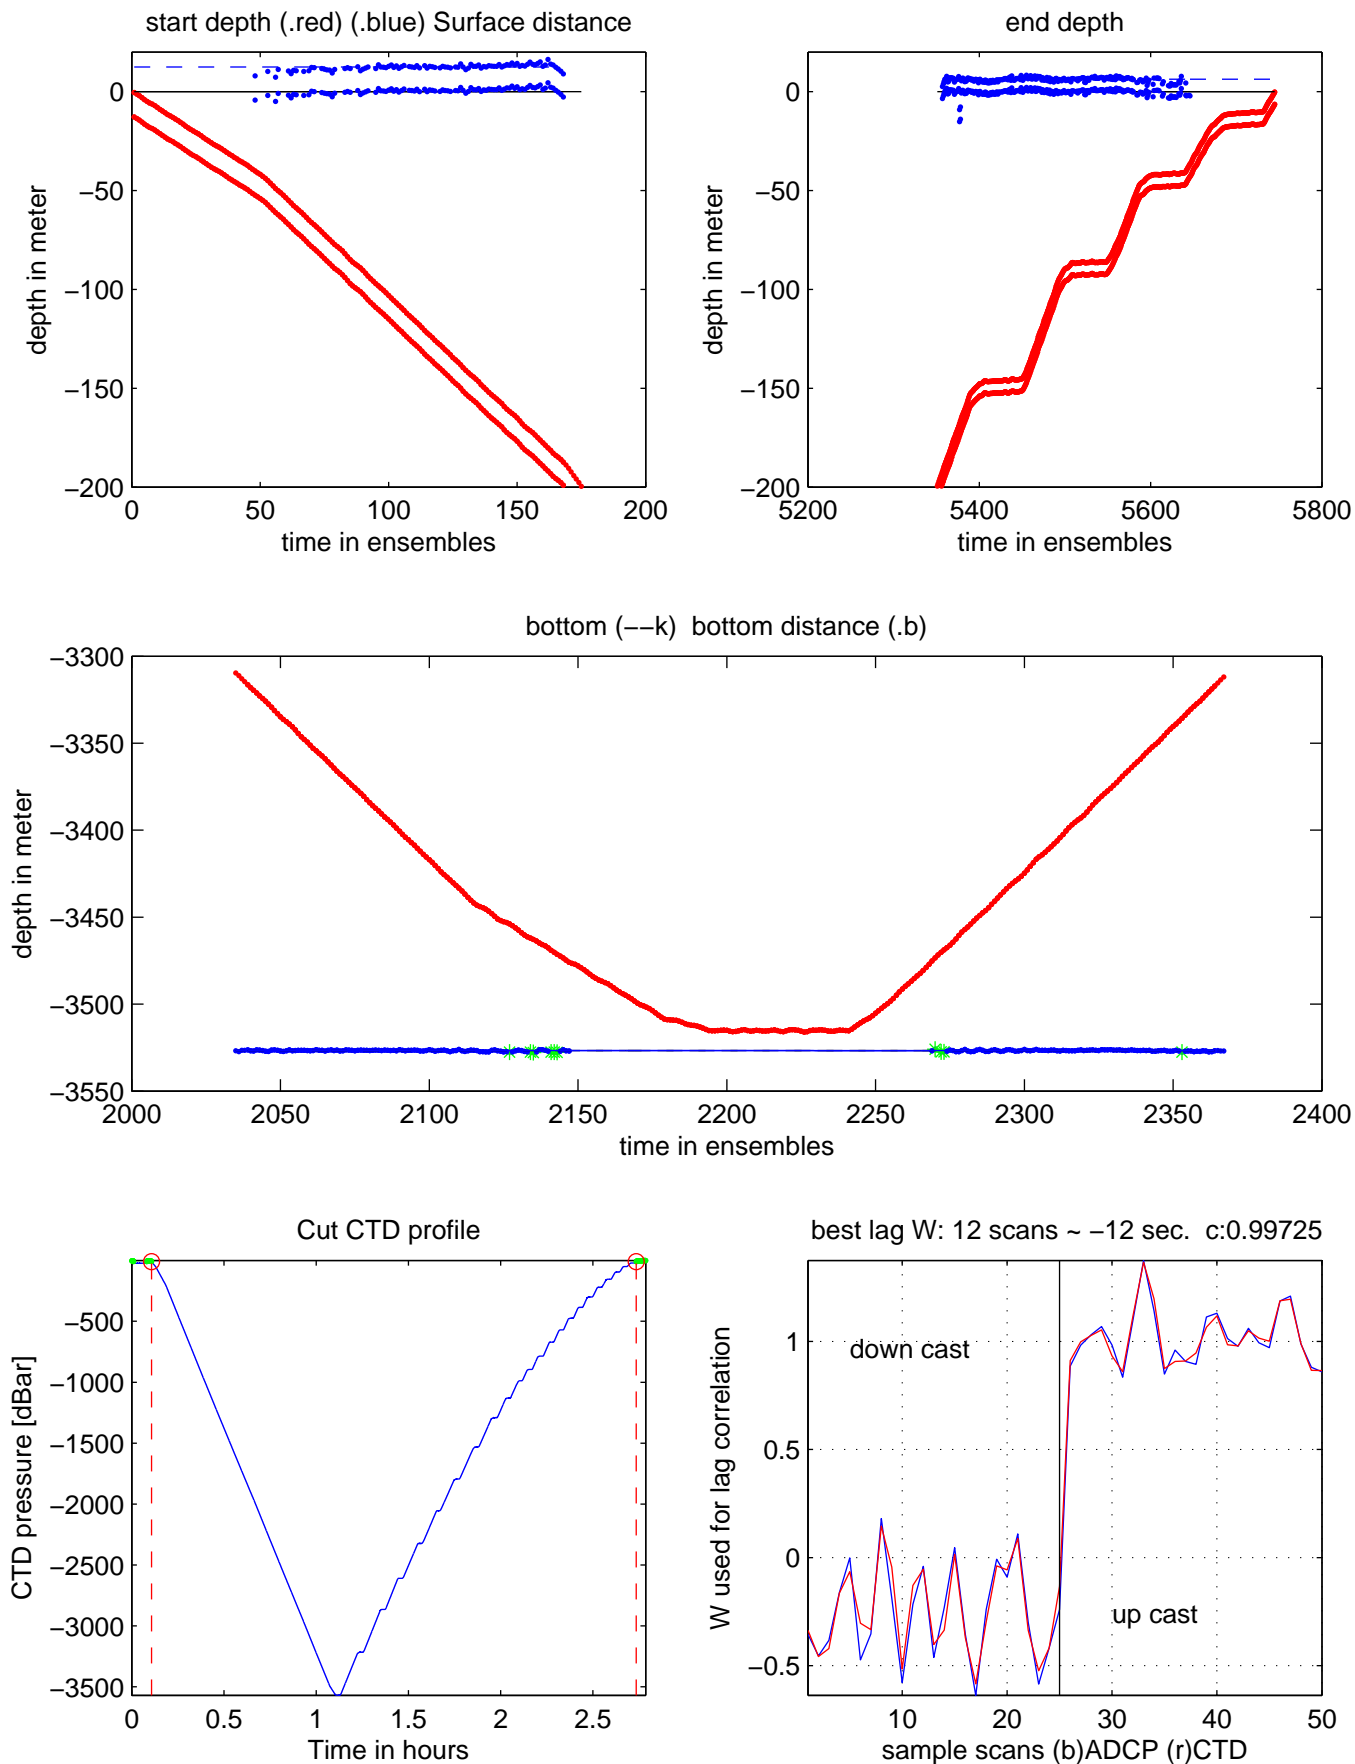 start depth (.red) (.blue) Surface distance
0
−50
−100
−150
−200
depth in meter
0 50 100 150 200
time in ensembles
end depth
0
−50
−100
−150
−200
depth in meter
5200 5400 5600 5800
time in ensembles
bottom (−−k)  bottom distance (.b)
−3300
−3350
−3400
−3450
−3500
−3550
depth in meter
2000 2050 2100 2150 2200 2250 2300 2350 2400
time in ensembles
Cut CTD profile
−500
−1000
−1500
−2000
−2500
−3000
−3500
CTD pressure [dBar]
0 0.5 1 1.5 2 2.5
Time in hours
best lag W: 12 scans ~ −12 sec.  c:0.99725
1
0.5
0
−0.5
W used for lag correlation
down cast
up cast
10 20 30 40 50
sample scans (b)ADCP (r)CTD